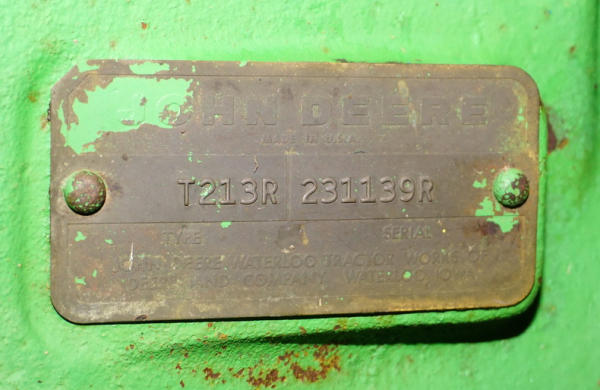 JOHN DEERE
MADE IN U.S.A.
T213R 231139R
TYPE SERIAL
JOHN DEERE WATERLOO TRACTOR WORKS OF
DEERE AND COMPANY, WATERLOO, IOWA